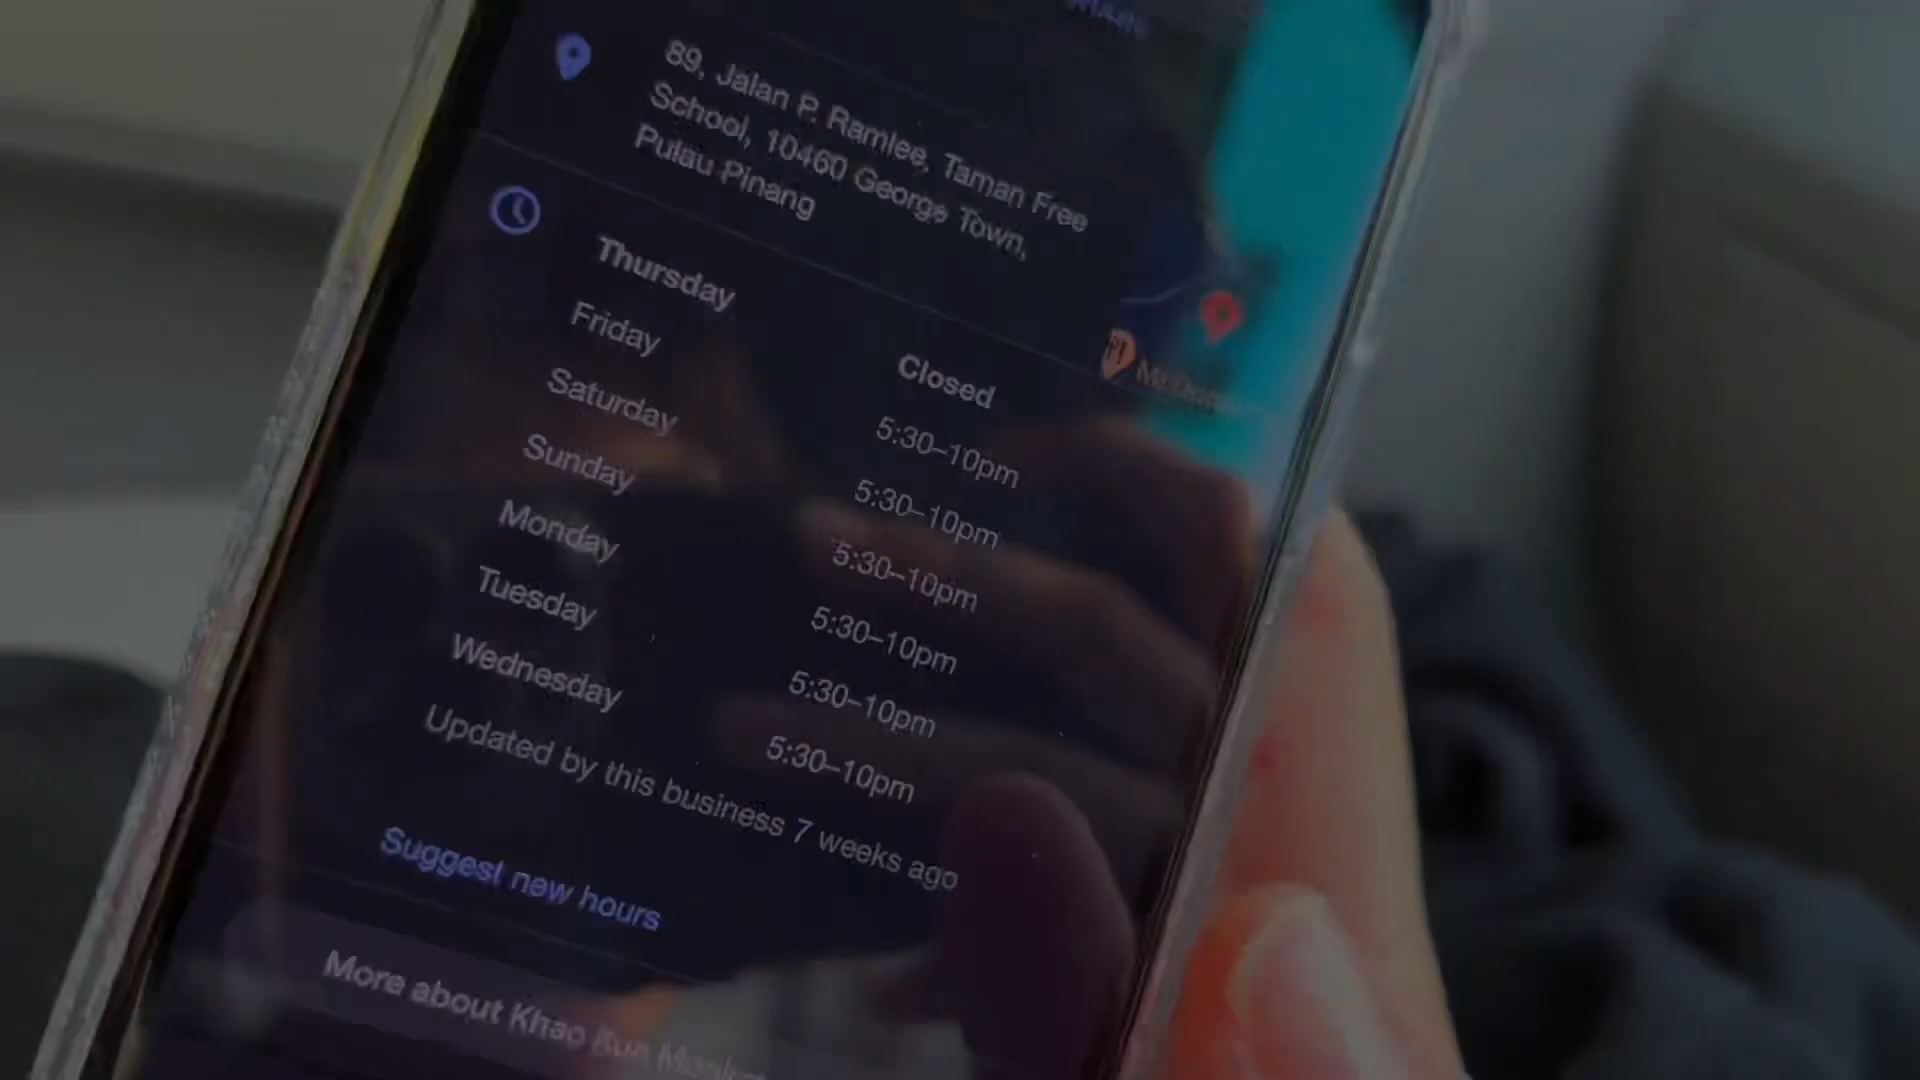 89, Jalan P. Ramlee, Taman Free
School, 10460 George Town,
Pulau Pinang
Thursday Closed
Friday 5:30–10pm
Saturday 5:30–10pm
Sunday 5:30–10pm
Monday 5:30–10pm
Tuesday 5:30–10pm
Wednesday 5:30–10pm
Updated by this business 7 weeks ago
Suggest new hours
More about Khao